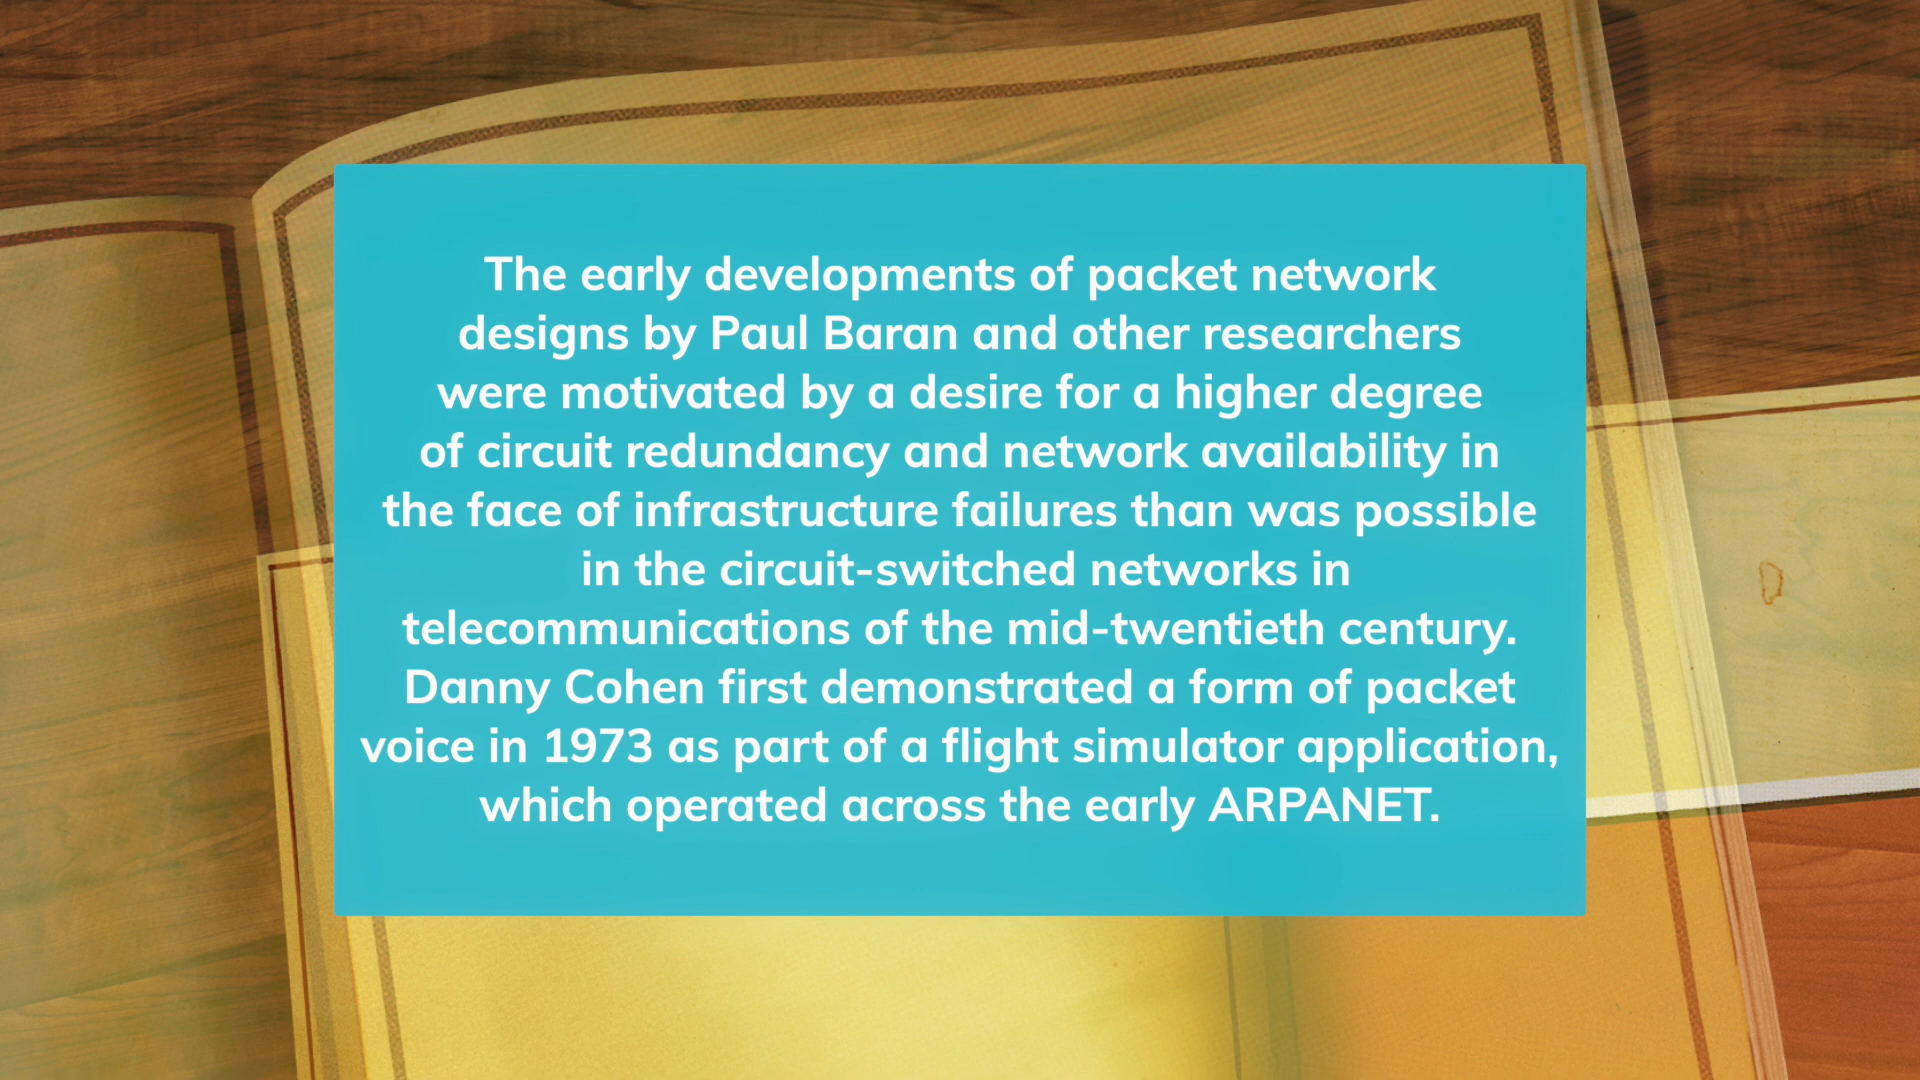 The early developments of packet network
designs by Paul Baran and other researchers
were motivated by a desire for a higher degree
of circuit redundancy and network availability in
the face of infrastructure failures than was possible
in the circuit-switched networks in
telecommunications of the mid-twentieth century.
Danny Cohen first demonstrated a form of packet
voice in 1973 as part of a flight simulator application,
which operated across the early ARPANET.